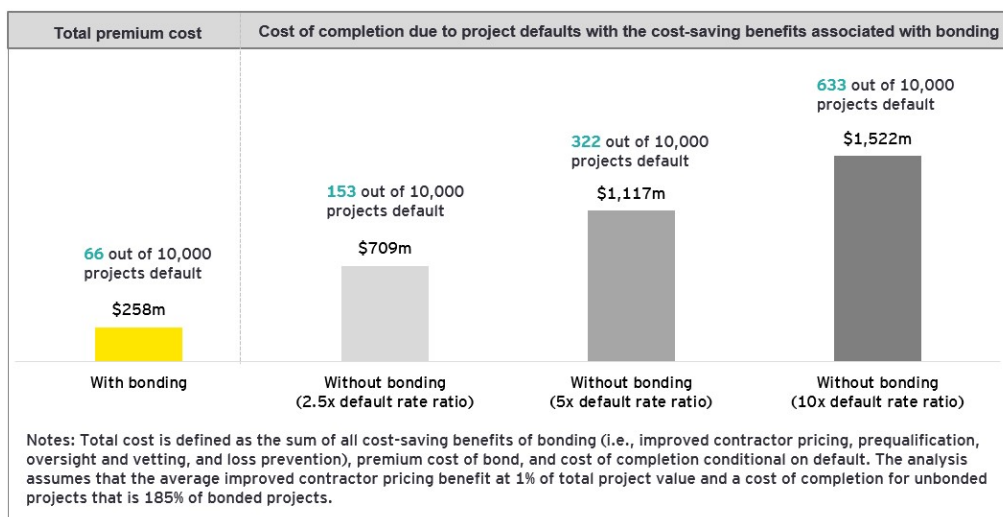 Total premium cost
Cost of completion due to project defaults with the cost-saving benefits associated with bonding
66 out of 10,000
projects default
$258m
With bonding
153 out of 10,000
projects default
$709m
Without bonding
(2.5x default rate ratio)
322 out of 10,000
projects default
$1,117m
Without bonding
(5x default rate ratio)
633 out of 10,000
projects default
$1,522m
Without bonding
(10x default rate ratio)
Notes: Total cost is defined as the sum of all cost-saving benefits of bonding (i.e., improved contractor pricing, prequalification,
oversight and vetting, and loss prevention), premium cost of bond, and cost of completion conditional on default. The analysis
assumes that the average improved contractor pricing benefit at 1% of total project value and a cost of completion for unbonded
projects that is 185% of bonded projects.